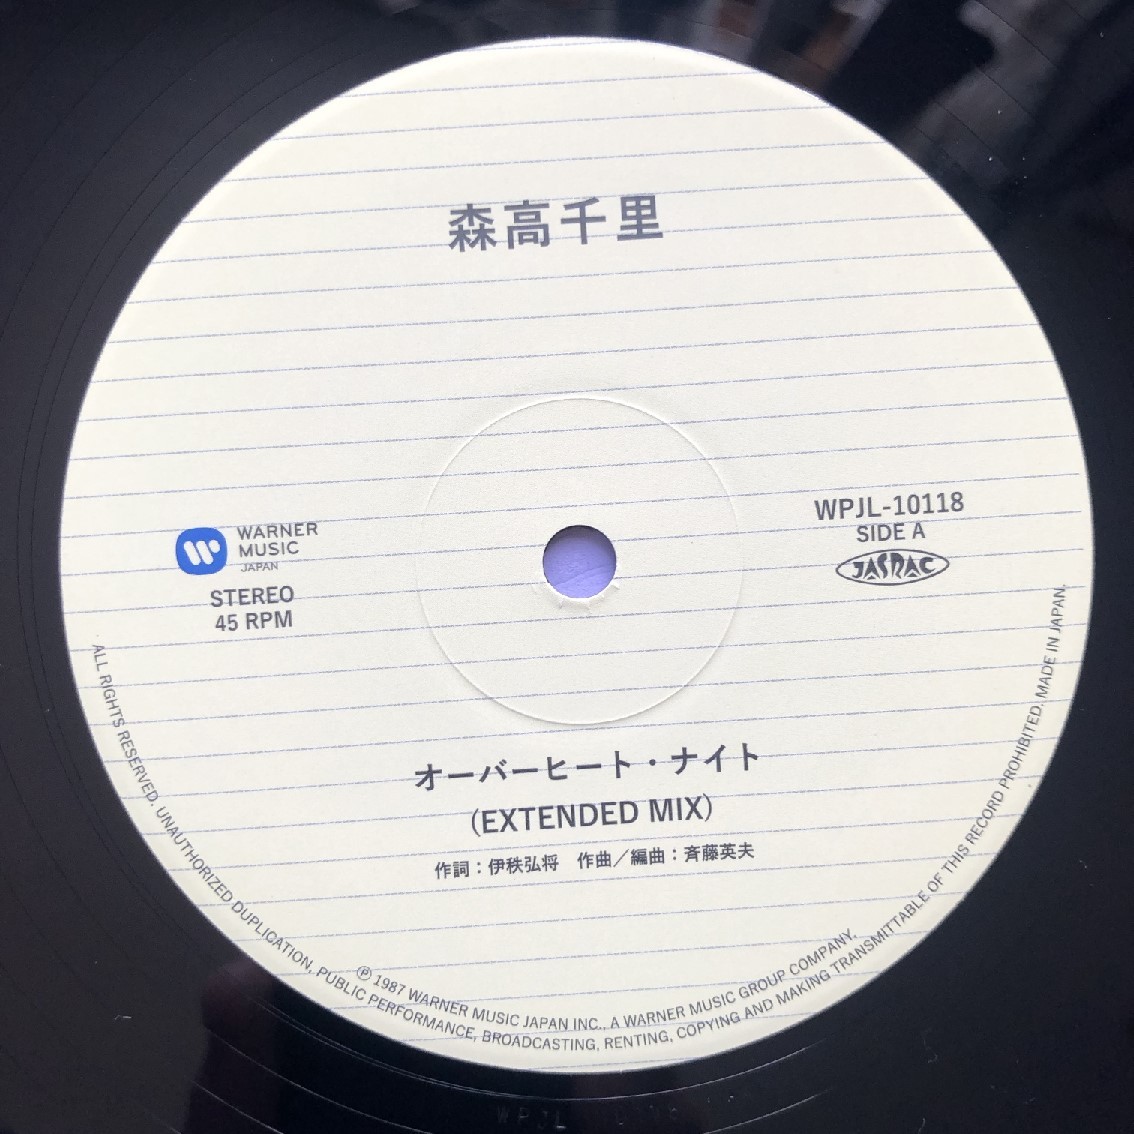 森高千里
WARNER
MUSIC
JAPAN
STEREO
45 RPM
WPJL-10118
SIDE A
JASRAC
オーバーヒート・ナイト
(EXTENDED MIX)
作詞：伊秩弘将　作曲／編曲：斉藤英夫
Ⓟ 1987 WARNER MUSIC JAPAN INC., A WARNER MUSIC GROUP COMPANY.
ALL RIGHTS RESERVED. UNAUTHORIZED DUPLICATION, PUBLIC PERFORMANCE, BROADCASTING, RENTING, COPYING AND MAKING TRANSMITTABLE OF THIS RECORD PROHIBITED. MADE IN JAPAN.
WPJL